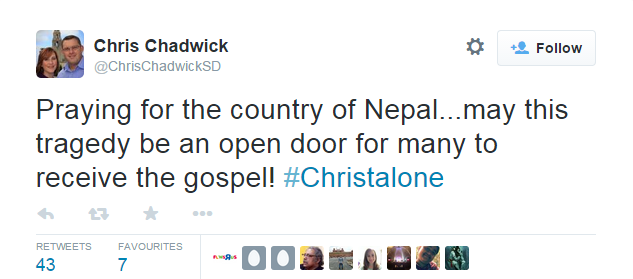 Chris Chadwick
@ChrisChadwickSD
Follow
Praying for the country of Nepal...may this
tragedy be an open door for many to
receive the gospel! #Christalone
RETWEETS
FAVOURITES
43
7